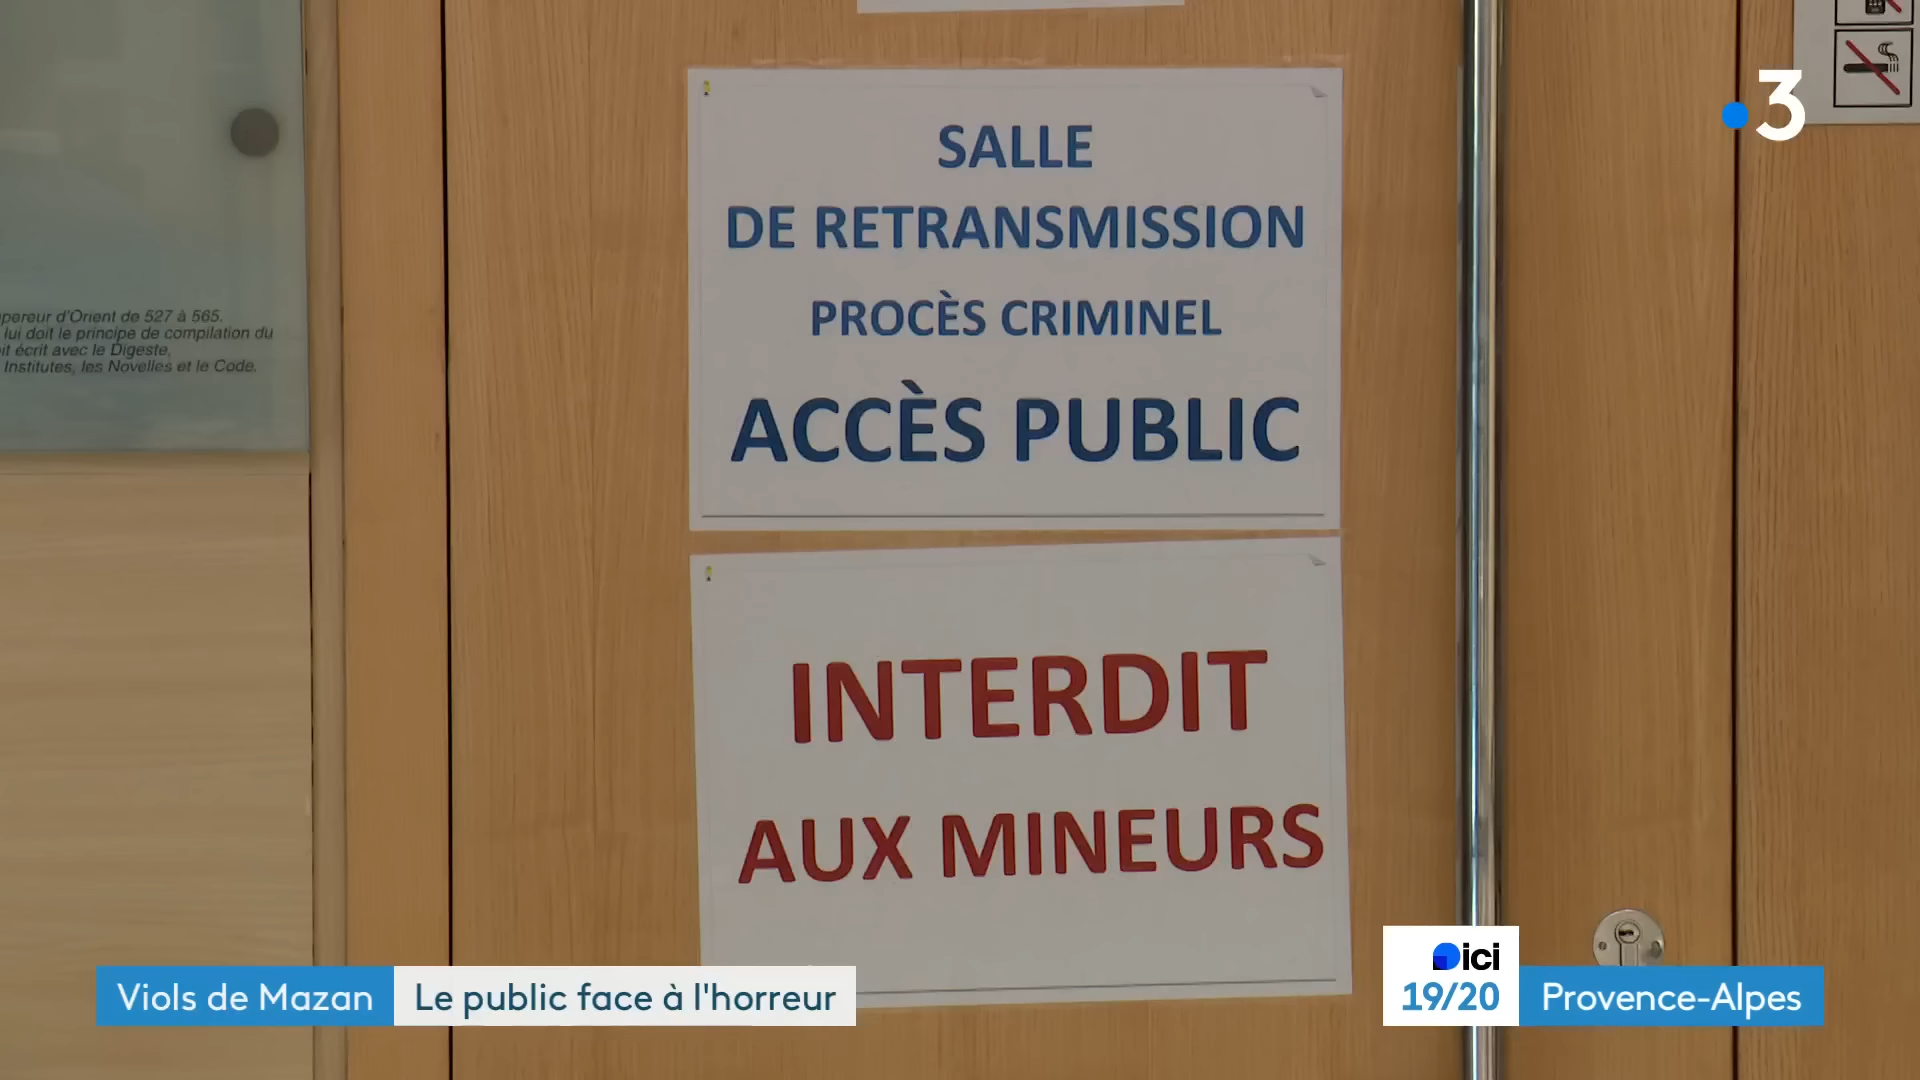 SALLE
DE RETRANSMISSION
PROCÈS CRIMINEL
ACCÈS PUBLIC
INTERDIT
AUX MINEURS
d'Orient de 527 à 565.
lui doit le principe de compilation du
écrit avec le Digeste,
Institutes, les Novelles et le Code.
3
Viols de Mazan
Le public face à l'horreur
ici
19/20
Provence-Alpes